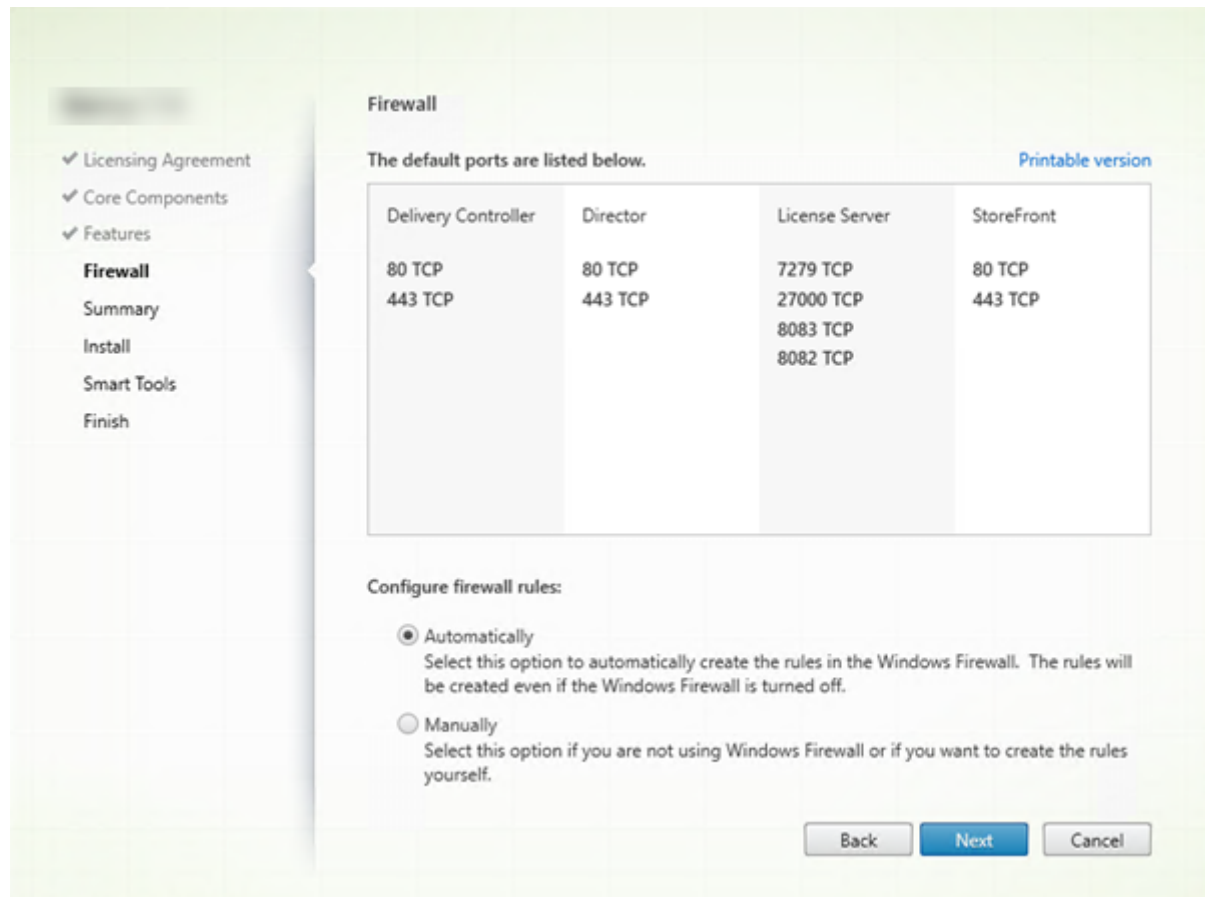 Firewall
✔ Licensing Agreement
✔ Core Components
✔ Features
Firewall
Summary
Install
Smart Tools
Finish
The default ports are listed below.
Printable version
Delivery Controller
80 TCP
443 TCP
Director
80 TCP
443 TCP
License Server
7279 TCP
27000 TCP
8083 TCP
8082 TCP
StoreFront
80 TCP
443 TCP
Configure firewall rules:
Automatically
Select this option to automatically create the rules in the Windows Firewall. The rules will
be created even if the Windows Firewall is turned off.
Manually
Select this option if you are not using Windows Firewall or if you want to create the rules
yourself.
Back
Next
Cancel